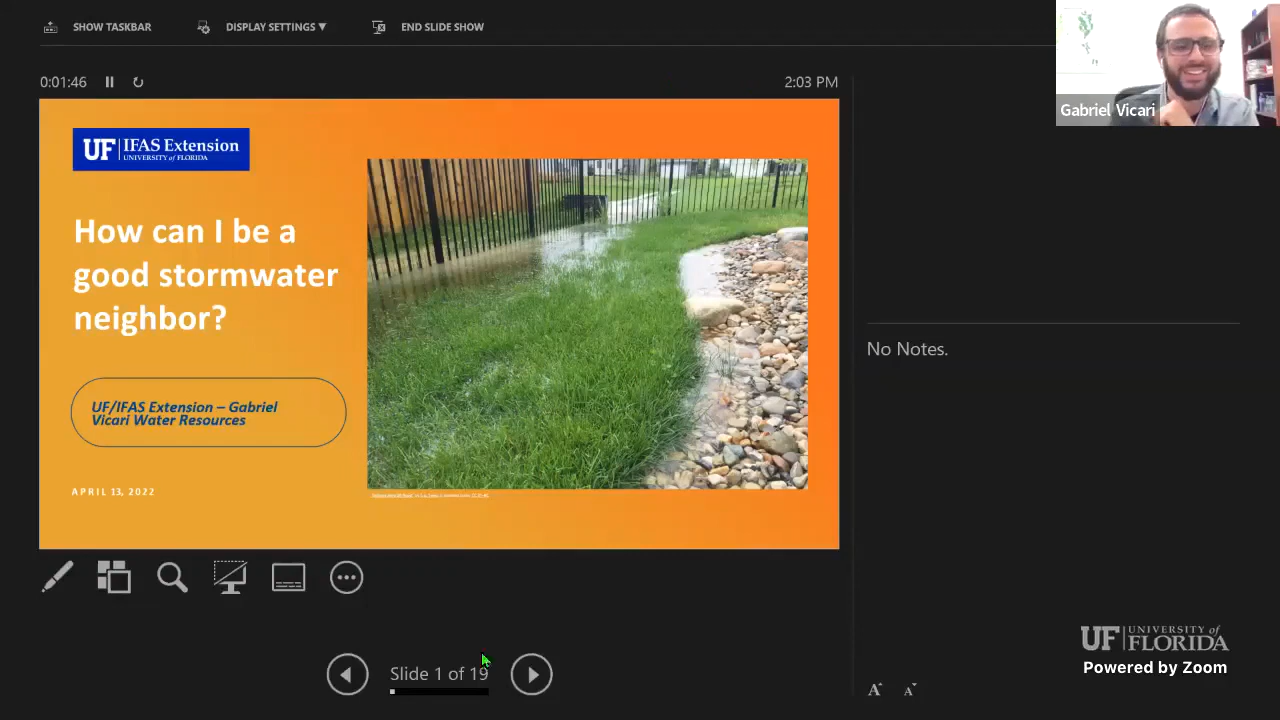 SHOW TASKBAR
DISPLAY SETTINGS ▼
END SLIDE SHOW
Gabriel Vicari
0:01:46
2:03 PM
UF IFAS Extension
UNIVERSITY of FLORIDA
How can I be a
good stormwater
neighbor?
UF/IFAS Extension – Gabriel
Vicari Water Resources
APRIL 13, 2022
No Notes.
Slide 1 of 19
UF UNIVERSITY of
FLORIDA
Powered by Zoom
A A